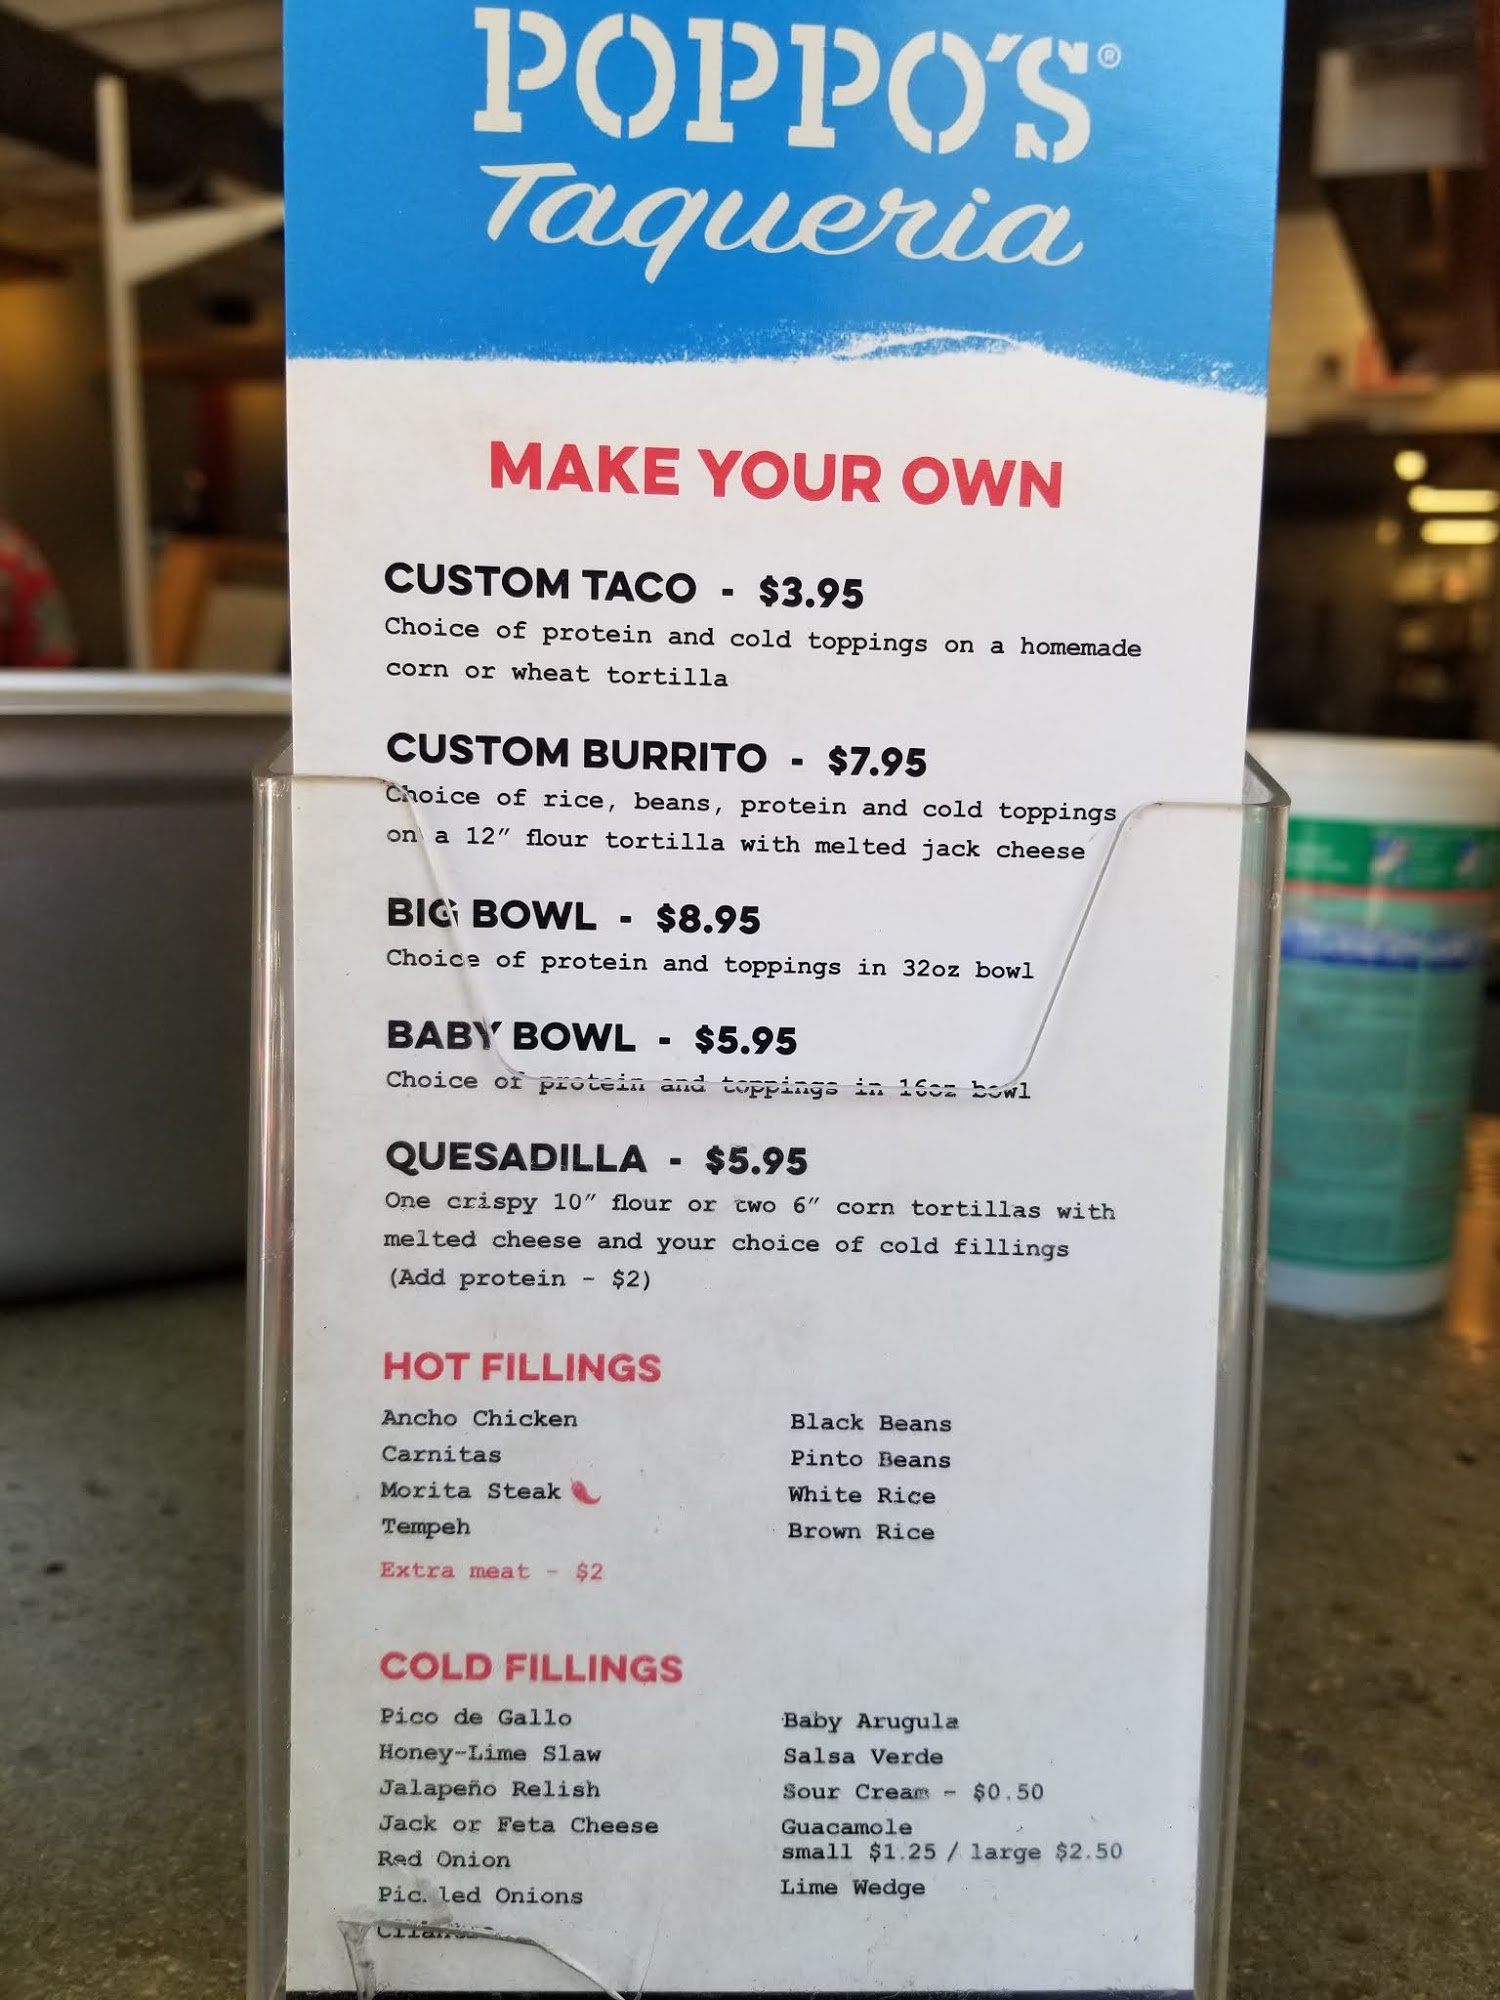 POPPO'S®
Taqueria
MAKE YOUR OWN
CUSTOM TACO - $3.95
Choice of protein and cold toppings on a homemade
corn or wheat tortilla
CUSTOM BURRITO - $7.95
Choice of rice, beans, protein and cold toppings
on a 12″ flour tortilla with melted jack cheese
BIG BOWL - $8.95
Choice of protein and toppings in 32oz bowl
BABY BOWL - $5.95
Choice of protein and toppings in 16oz bowl
QUESADILLA - $5.95
One crispy 10″ flour or two 6″ corn tortillas with
melted cheese and your choice of cold fillings
(Add protein - $2)
HOT FILLINGS
Ancho Chicken
Carnitas
Morita Steak
Tempeh
Extra meat - $2
Black Beans
Pinto Beans
White Rice
Brown Rice
COLD FILLINGS
Pico de Gallo
Honey-Lime Slaw
Jalapeño Relish
Jack or Feta Cheese
Red Onion
Pickled Onions
Baby Arugula
Salsa Verde
Sour Cream - $0.50
Guacamole
small $1.25 / large $2.50
Lime Wedge